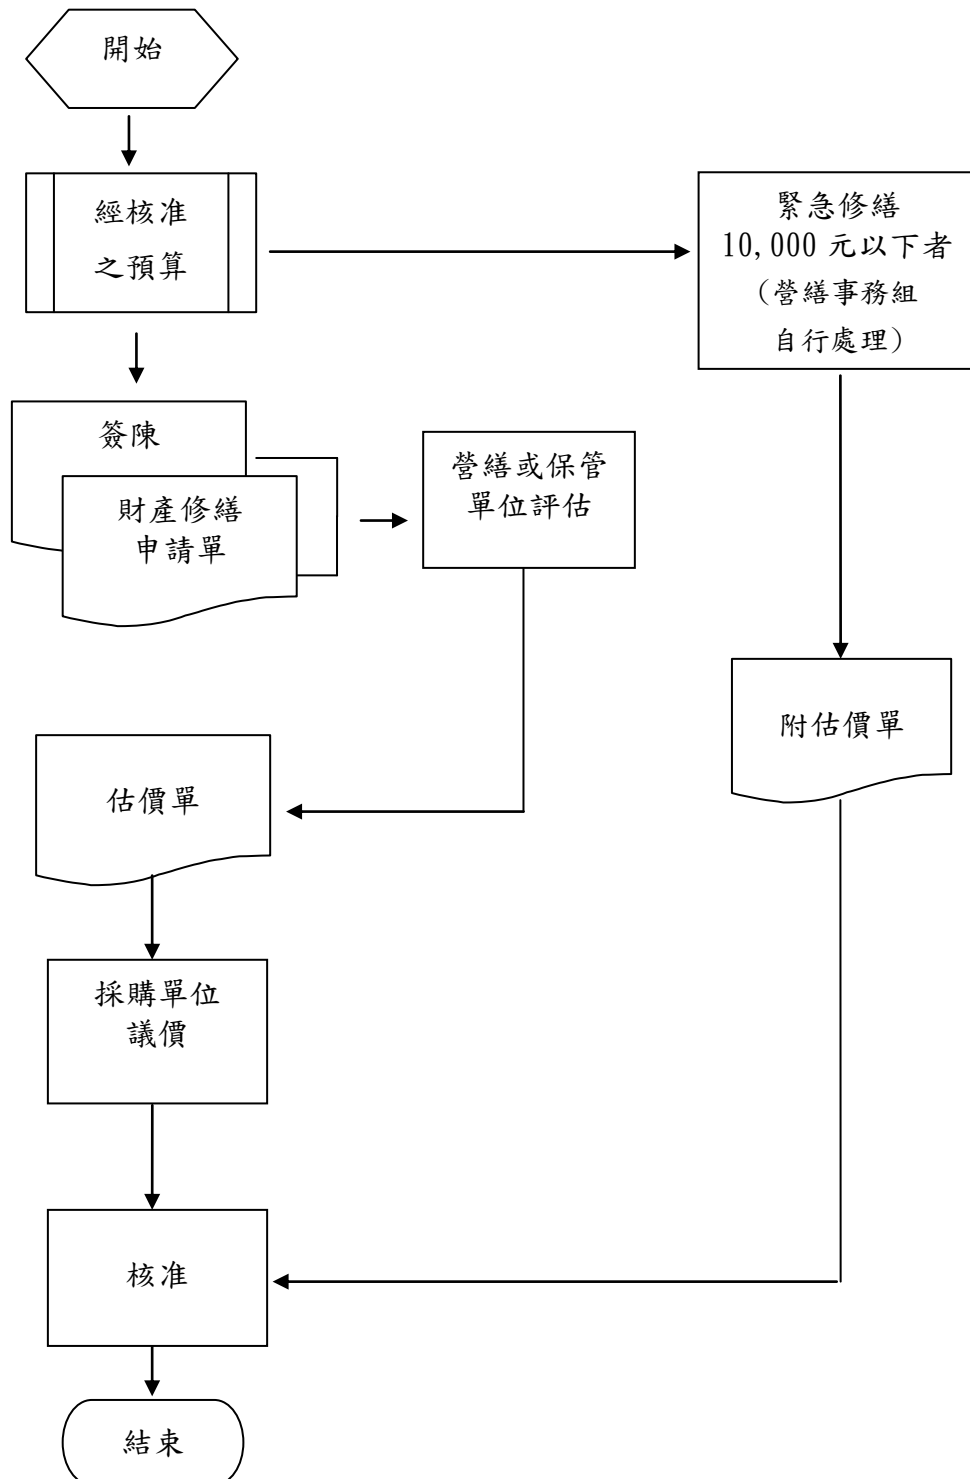 開始
經核准
之預算
緊急修繕
10,000 元以下者
（營繕事務組
自行處理）
簽陳
財產修繕
申請單
營繕或保管
單位評估
附估價單
估價單
採購單位
議價
核准
結束